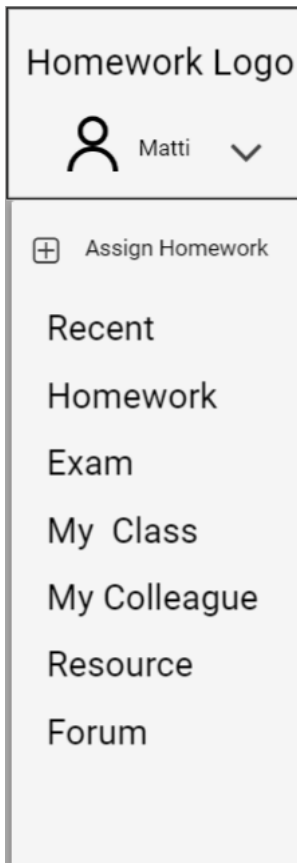 Homework Logo
Matti
Assign Homework
Recent
Homework
Exam
My Class
My Colleague
Resource
Forum